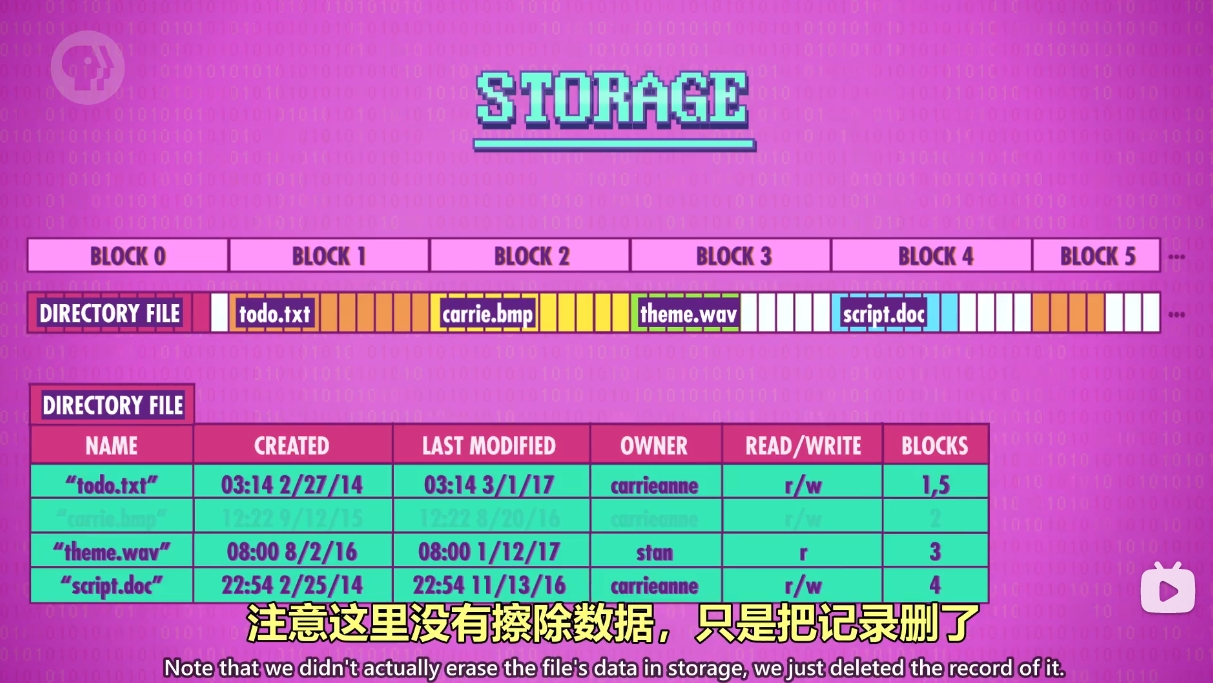 STORAGE
BLOCK 0 BLOCK 1 BLOCK 2 BLOCK 3 BLOCK 4 BLOCK 5 ...
DIRECTORY FILE todo.txt carrie.bmp theme.wav script.doc ...
DIRECTORY FILE
NAME CREATED LAST MODIFIED OWNER READ/WRITE BLOCKS
“todo.txt” 03:14 2/27/14 03:14 3/1/17 carrieanne r/w 1,5
“carrie.bmp” 12:22 9/12/15 12:22 8/20/16 carrieanne r/w 2
“theme.wav” 08:00 8/2/16 08:00 1/12/17 stan r 3
“script.doc” 22:54 2/25/14 22:54 11/13/16 carrieanne r/w 4
注意这里没有擦除数据，只是把记录删了
Note that we didn't actually erase the file's data in storage, we just deleted the record of it.